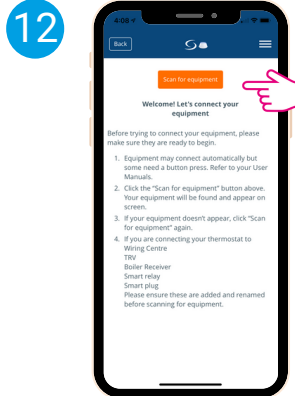 12
4:08
Back
Scan for equipment
Welcome! Let's connect your
equipment
Before trying to connect your equipment, please
make sure they are ready to begin.
1. Equipment may connect automatically but
some need a button press. Refer to your User
Manuals.
2. Click the "Scan for equipment" button above.
Your equipment will be found and appear on
screen.
3. If your equipment doesn't appear, click "Scan
for equipment" again.
4. If you are connecting your thermostat to
Wiring Centre
TRV
Boiler Receiver
Smart relay
Smart plug
Please ensure these are added and renamed
before scanning for equipment.